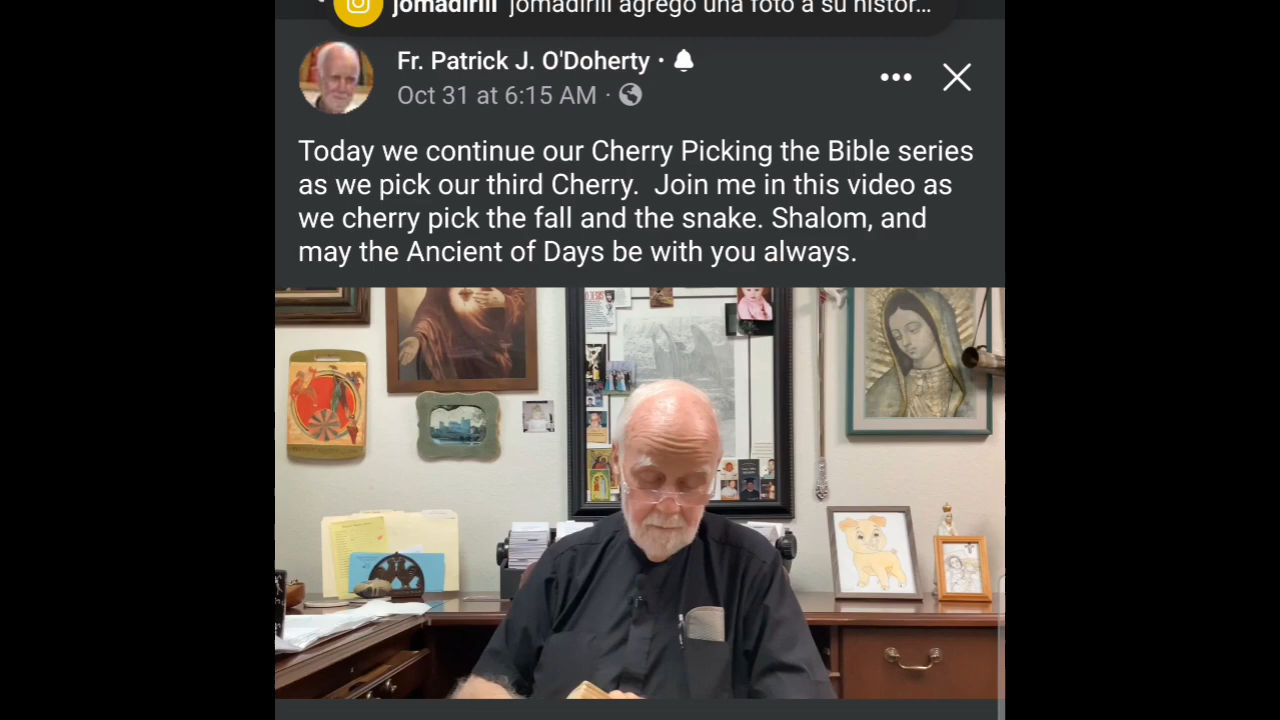 jomadirili jomadirili agregó una foto a su histor...
Fr. Patrick J. O'Doherty ·
Oct 31 at 6:15 AM ·
Today we continue our Cherry Picking the Bible series
as we pick our third Cherry. Join me in this video as
we cherry pick the fall and the snake. Shalom, and
may the Ancient of Days be with you always.